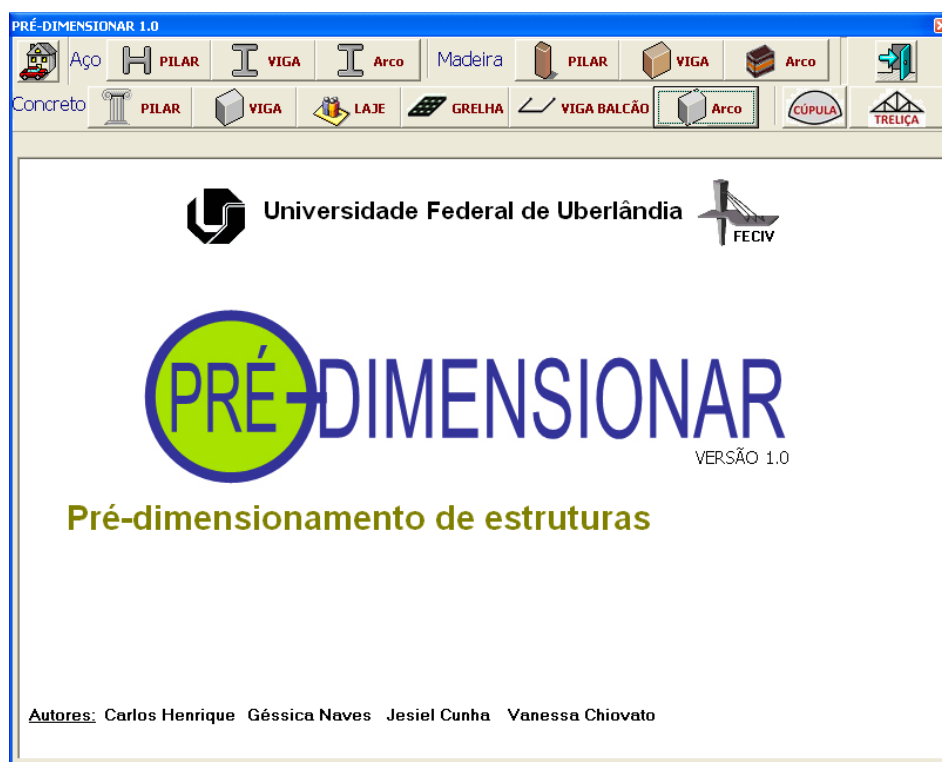 PRÉ-DIMENSIONAR 1.0
Aço PILAR VIGA Arco Madeira PILAR VIGA Arco
Concreto PILAR VIGA LAJE GRELHA VIGA BALCÃO Arco CÚPULA TRELIÇA
Universidade Federal de Uberlândia
FECIV
PRÉ-DIMENSIONAR
VERSÃO 1.0
Pré-dimensionamento de estruturas
Autores: Carlos Henrique Géssica Naves Jesiel Cunha Vanessa Chiovato